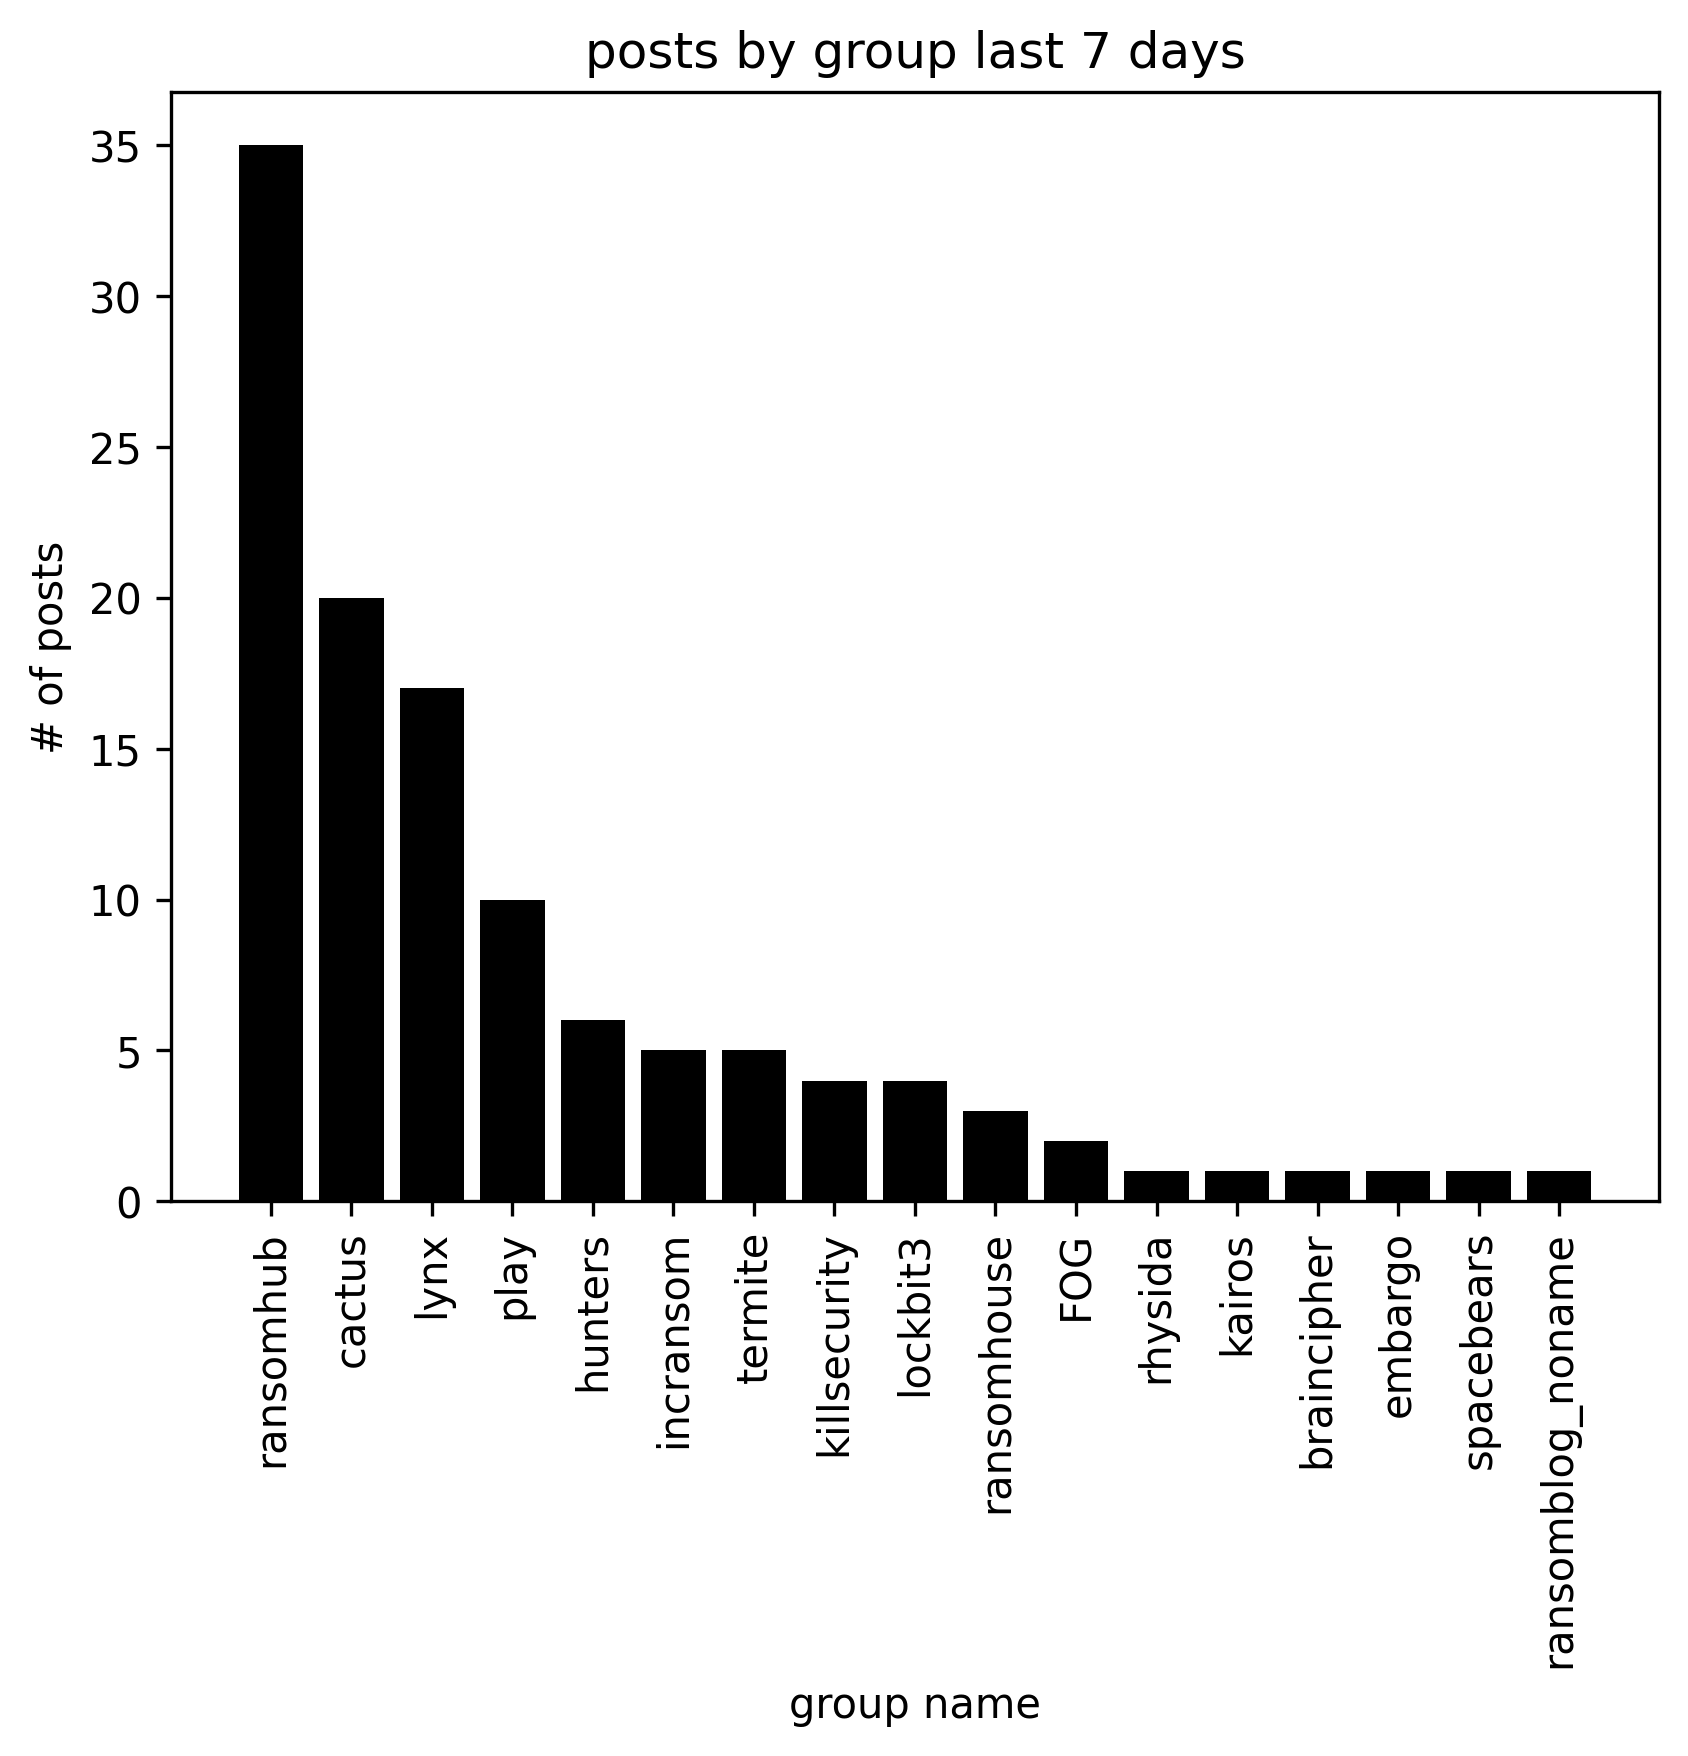 posts by group last 7 days
# of posts
35
30
25
20
15
10
5
0
ransomhub
cactus
lynx
play
hunters
incransom
termite
killsecurity
lockbit3
ransomhouse
FOG
rhysida
kairos
braincipher
embargo
spacebears
ransomblog_noname
group name